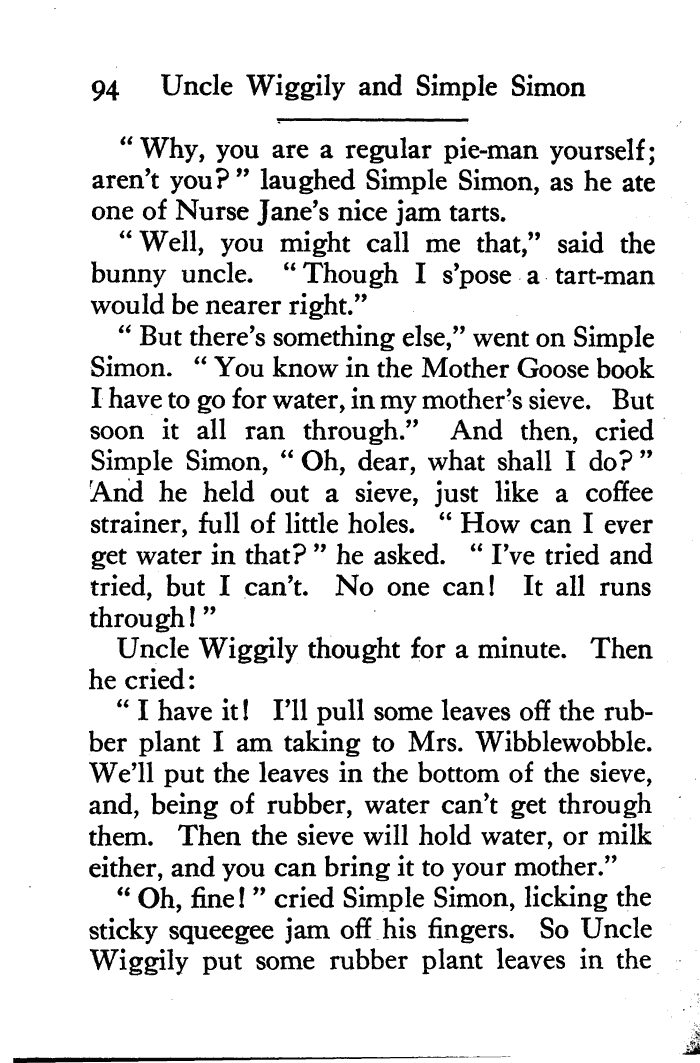 94 Uncle Wiggily and Simple Simon
“ Why, you are a regular pie-man yourself;
aren't you? ” laughed Simple Simon, as he ate
one of Nurse Jane's nice jam tarts.
“ Well, you might call me that,” said the
bunny uncle. “ Though I s'pose a tart-man
would be nearer right.”
“ But there's something else,” went on Simple
Simon. “ You know in the Mother Goose book
I have to go for water, in my mother's sieve. But
soon it all ran through.” And then, cried
Simple Simon, “ Oh, dear, what shall I do? ”
'And he held out a sieve, just like a coffee
strainer, full of little holes. “ How can I ever
get water in that? ” he asked. “ I've tried and
tried, but I can't. No one can! It all runs
through! ”
Uncle Wiggily thought for a minute. Then
he cried:
“ I have it! I'll pull some leaves off the rub-
ber plant I am taking to Mrs. Wibblewobble.
We'll put the leaves in the bottom of the sieve,
and, being of rubber, water can't get through
them. Then the sieve will hold water, or milk
either, and you can bring it to your mother.”
“ Oh, fine! ” cried Simple Simon, licking the
sticky squeegee jam off his fingers. So Uncle
Wiggily put some rubber plant leaves in the